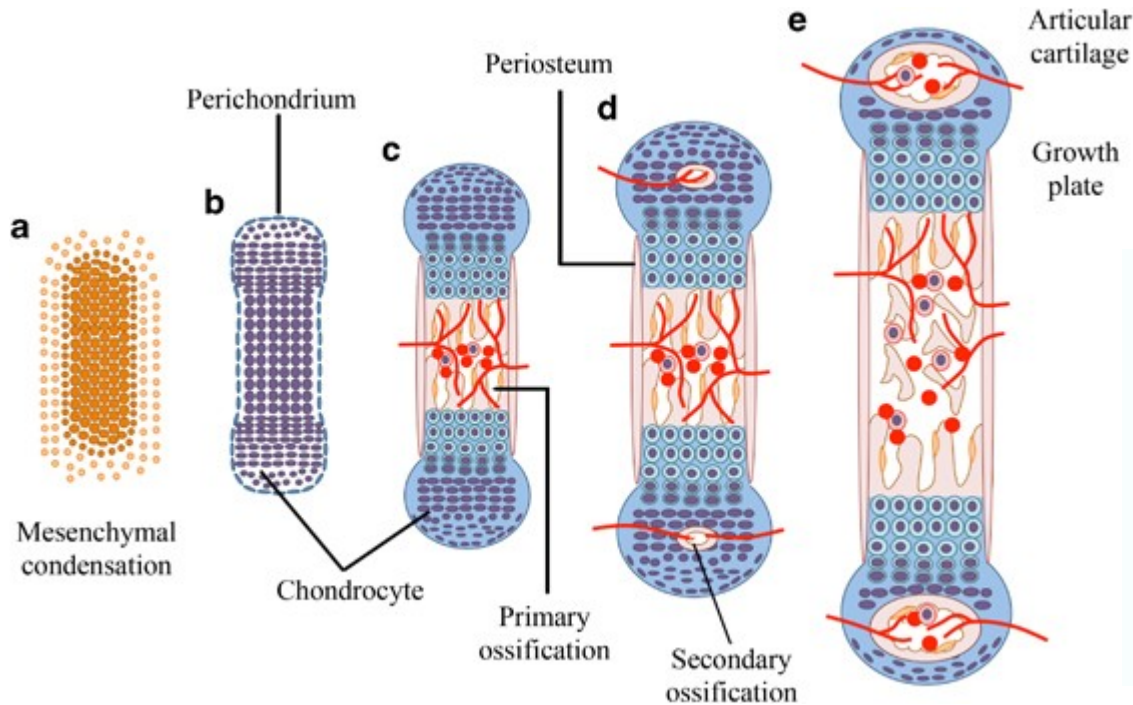 a
Mesenchymal
condensation
Perichondrium
b
Chondrocyte
c
Primary
ossification
Periosteum
d
Secondary
ossification
e
Articular
cartilage
Growth
plate